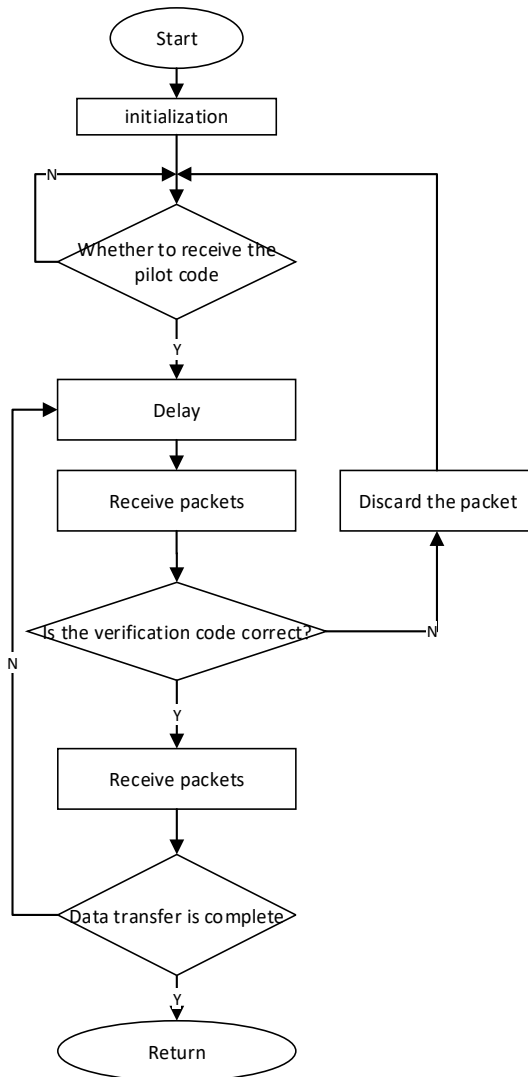 Start
initialization
N
Whether to receive the
pilot code
Y
Delay
Receive packets
Discard the packet
Is the verification code correct?
N
N
Y
Receive packets
Data transfer is complete
Y
Return